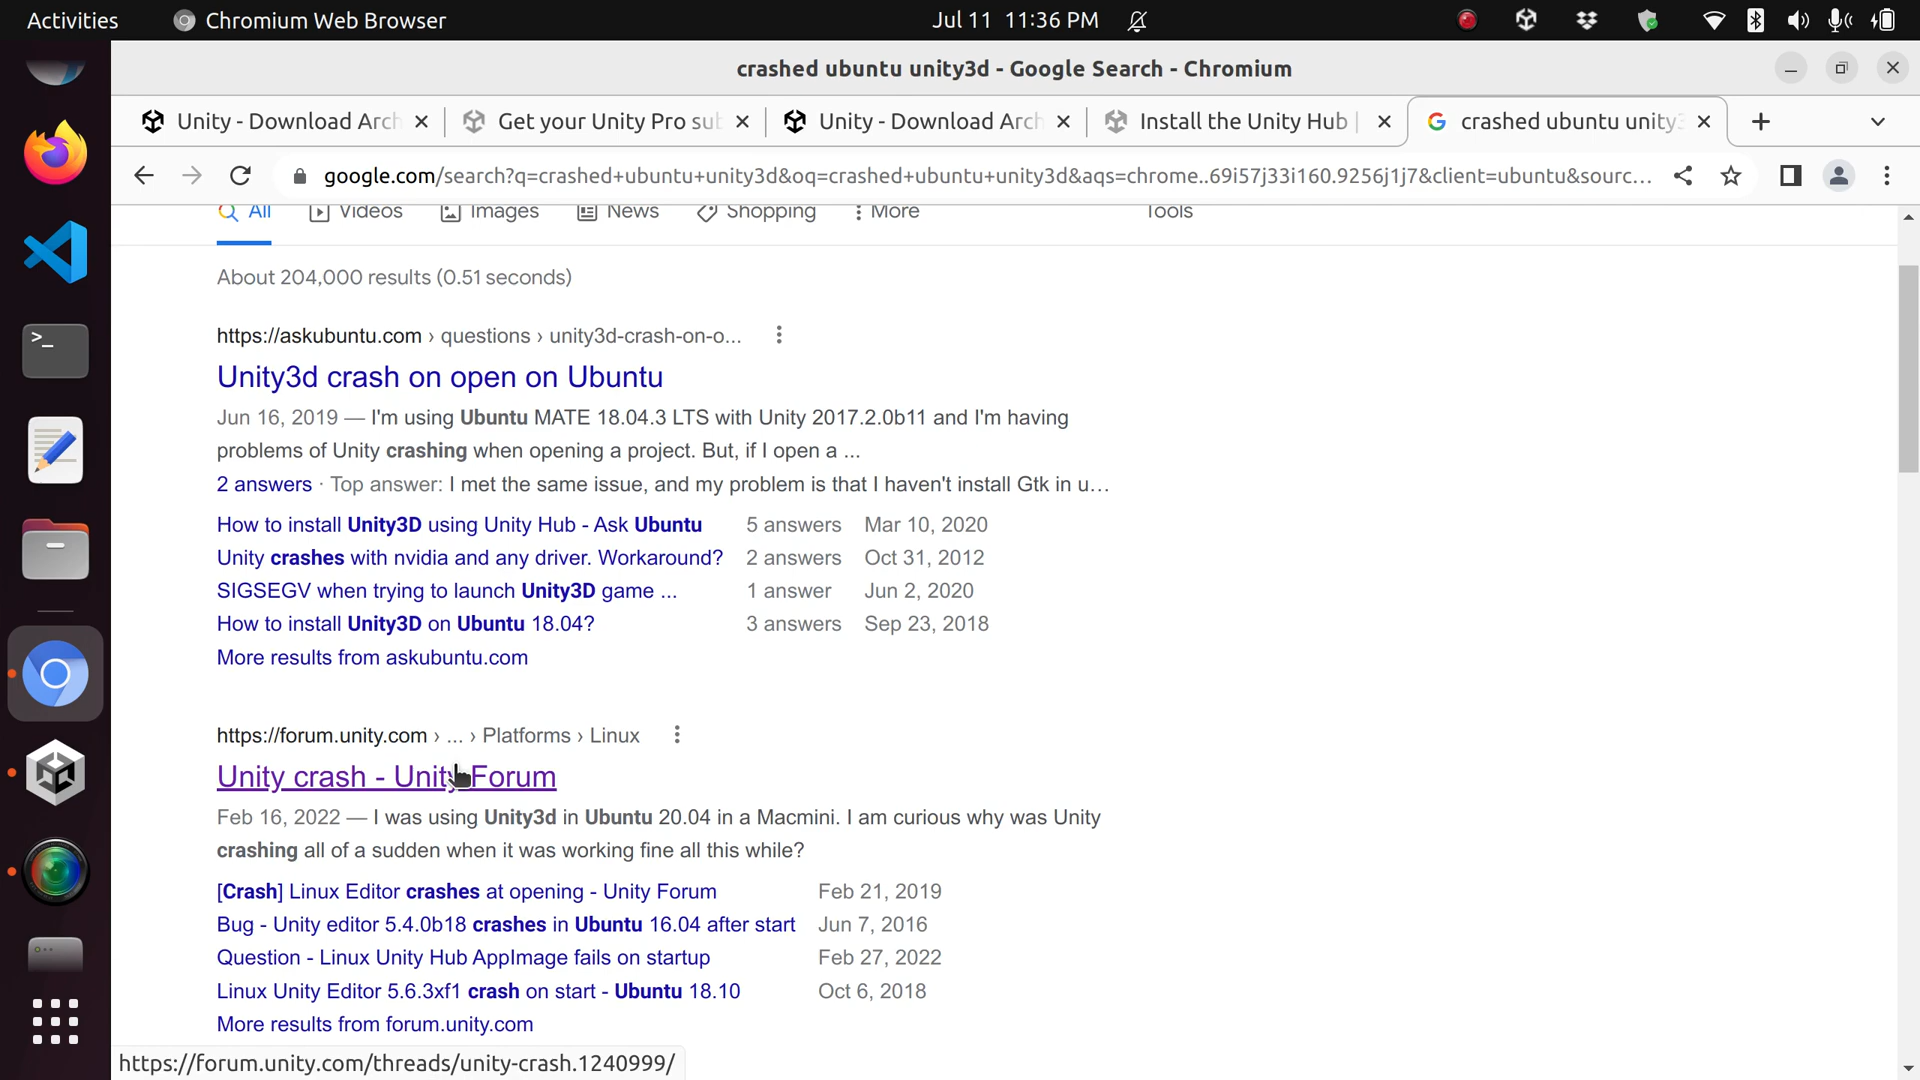 Activities
Chromium Web Browser
Jul 11 11:36 PM
crashed ubuntu unity3d - Google Search - Chromium
Unity - Download Arch
Get your Unity Pro sub
Unity - Download Arch
Install the Unity Hub |
crashed ubuntu unity3
google.com/search?q=crashed+ubuntu+unity3d&oq=crashed+ubuntu+unity3d&aqs=chrome..69i57j33i160.9256j1j7&client=ubuntu&sourc...
All
Videos
Images
News
Shopping
More
Tools
About 204,000 results (0.51 seconds)
https://askubuntu.com › questions › unity3d-crash-on-o...
Unity3d crash on open on Ubuntu
Jun 16, 2019 — I'm using Ubuntu MATE 18.04.3 LTS with Unity 2017.2.0b11 and I'm having
problems of Unity crashing when opening a project. But, if I open a ...
2 answers · Top answer: I met the same issue, and my problem is that I haven't install Gtk in u...
How to install Unity3D using Unity Hub - Ask Ubuntu 5 answers Mar 10, 2020
Unity crashes with nvidia and any driver. Workaround? 2 answers Oct 31, 2012
SIGSEGV when trying to launch Unity3D game ... 1 answer Jun 2, 2020
How to install Unity3D on Ubuntu 18.04? 3 answers Sep 23, 2018
More results from askubuntu.com
https://forum.unity.com › ... › Platforms › Linux
Unity crash - Unity Forum
Feb 16, 2022 — I was using Unity3d in Ubuntu 20.04 in a Macmini. I am curious why was Unity
crashing all of a sudden when it was working fine all this while?
[Crash] Linux Editor crashes at opening - Unity Forum Feb 21, 2019
Bug - Unity editor 5.4.0b18 crashes in Ubuntu 16.04 after start Jun 7, 2016
Question - Linux Unity Hub AppImage fails on startup Feb 27, 2022
Linux Unity Editor 5.6.3xf1 crash on start - Ubuntu 18.10 Oct 6, 2018
More results from forum.unity.com
https://forum.unity.com/threads/unity-crash.1240999/